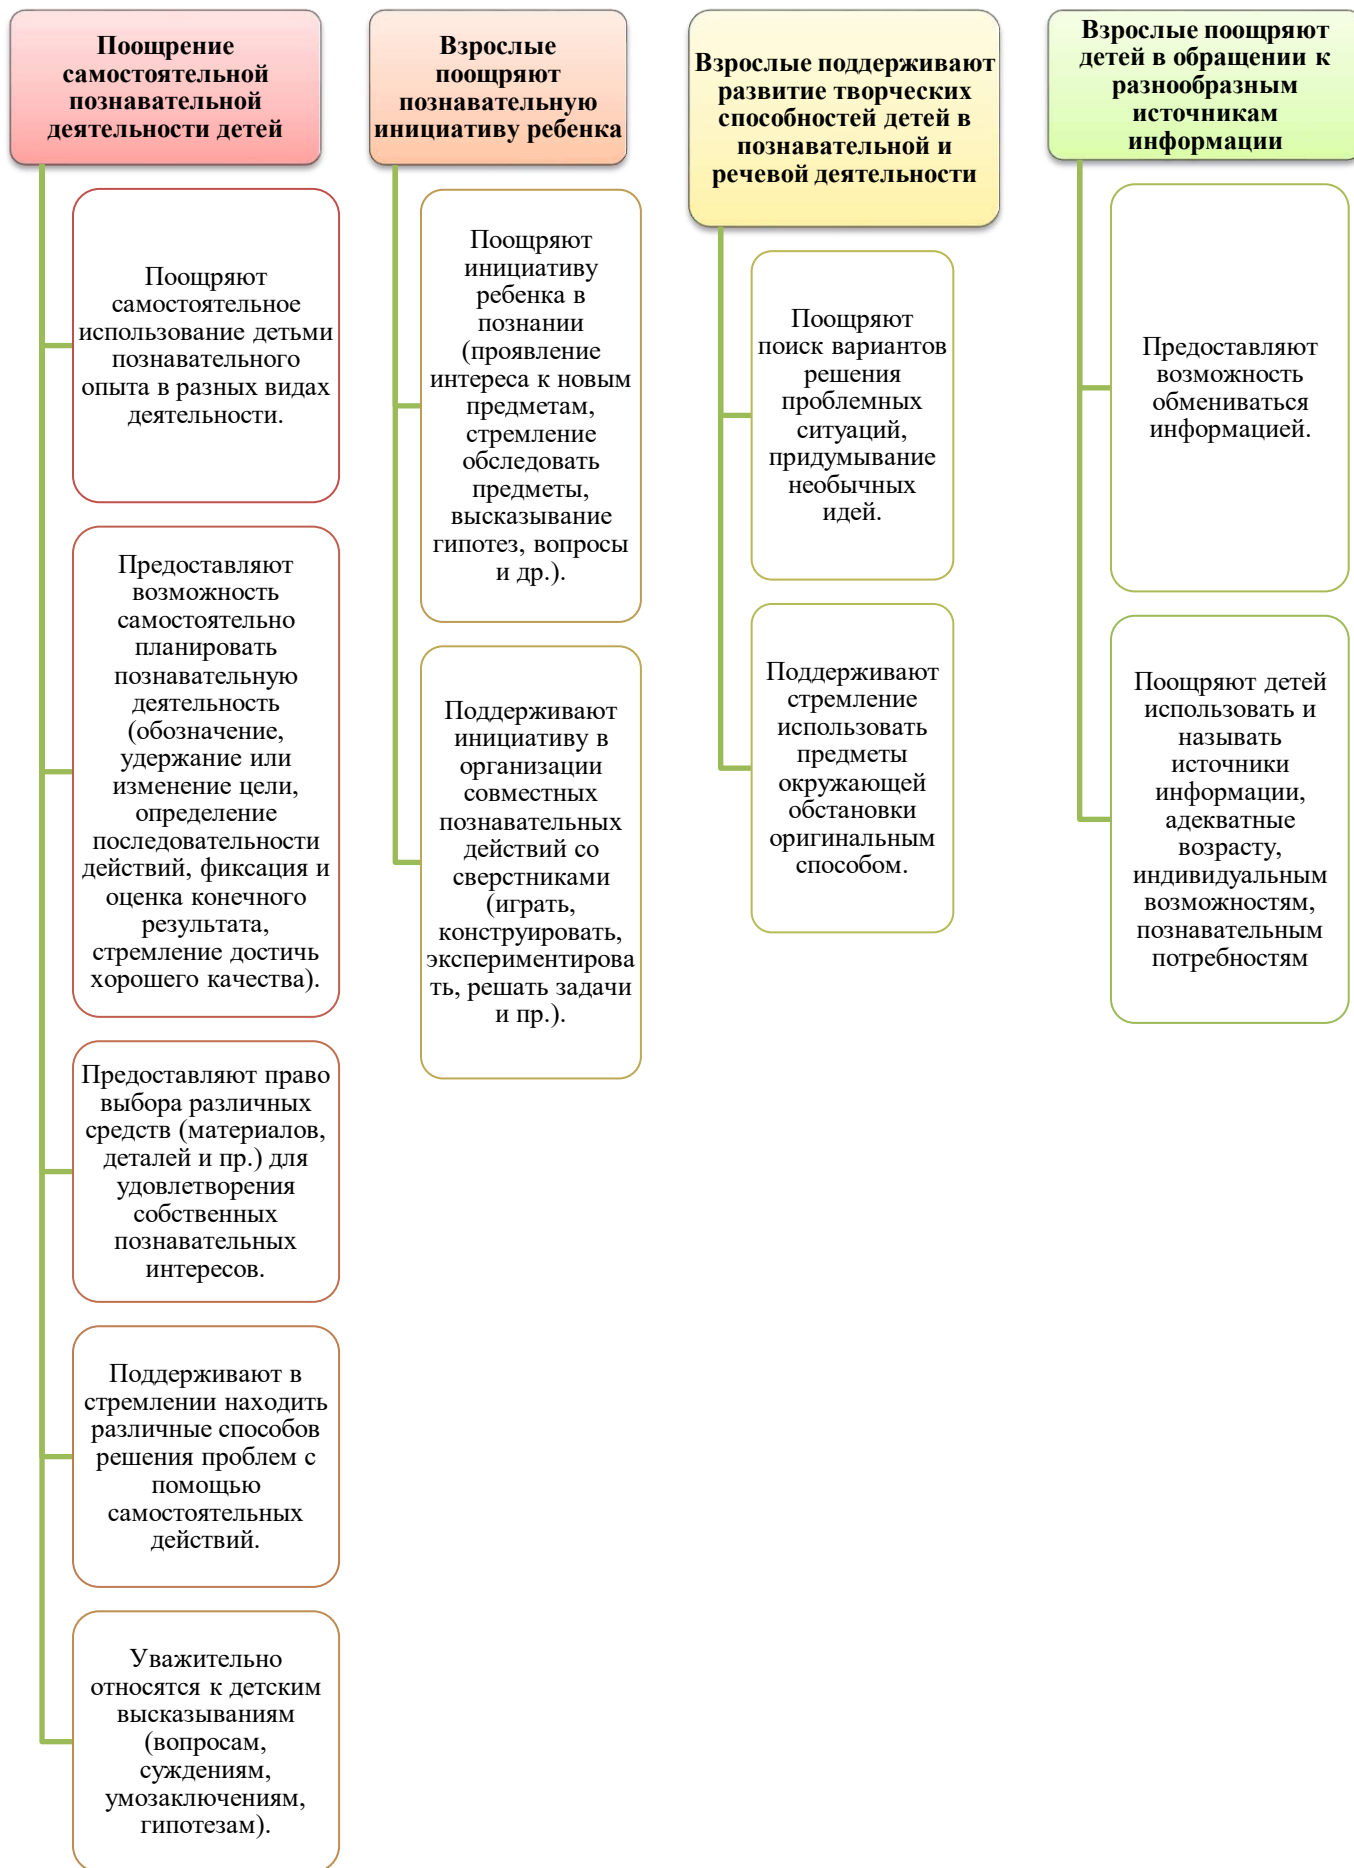 Поощрение
самостоятельной
познавательной
деятельности детей
Поощряют
самостоятельное
использование детьми
познавательного
опыта в разных видах
деятельности.
Предоставляют
возможность
самостоятельно
планировать
познавательную
деятельность
(обозначение,
удержание или
изменение цели,
определение
последовательности
действий, фиксация и
оценка конечного
результата,
стремление достичь
хорошего качества).
Предоставляют право
выбора различных
средств (материалов,
деталей и пр.) для
удовлетворения
собственных
познавательных
интересов.
Поддерживают в
стремлении находить
различные способов
решения проблем с
помощью
самостоятельных
действий.
Уважительно
относятся к детским
высказываниям
(вопросам,
суждениям,
умозаключениям,
гипотезам).
Взрослые
поощряют
познавательную
инициативу ребенка
Поощряют
инициативу
ребенка в
познании
(проявление
интереса к новым
предметам,
стремление
обследовать
предметы,
высказывание
гипотез, вопросы
и др.).
Поддерживают
инициативу в
организации
совместных
познавательных
действий со
сверстниками
(играть,
конструировать,
экспериментирова
ть, решать задачи
и пр.).
Взрослые поддерживают
развитие творческих
способностей детей в
познавательной и
речевой деятельности
Поощряют
поиск вариантов
решения
проблемных
ситуаций,
придумывание
необычных
идей.
Поддерживают
стремление
использовать
предметы
окружающей
обстановки
оригинальным
способом.
Взрослые поощряют
детей в обращении к
разнообразным
источникам
информации
Предоставляют
возможность
обмениваться
информацией.
Поощряют детей
использовать и
называть
источники
информации,
адекватные
возрасту,
индивидуальным
возможностям,
познавательным
потребностям